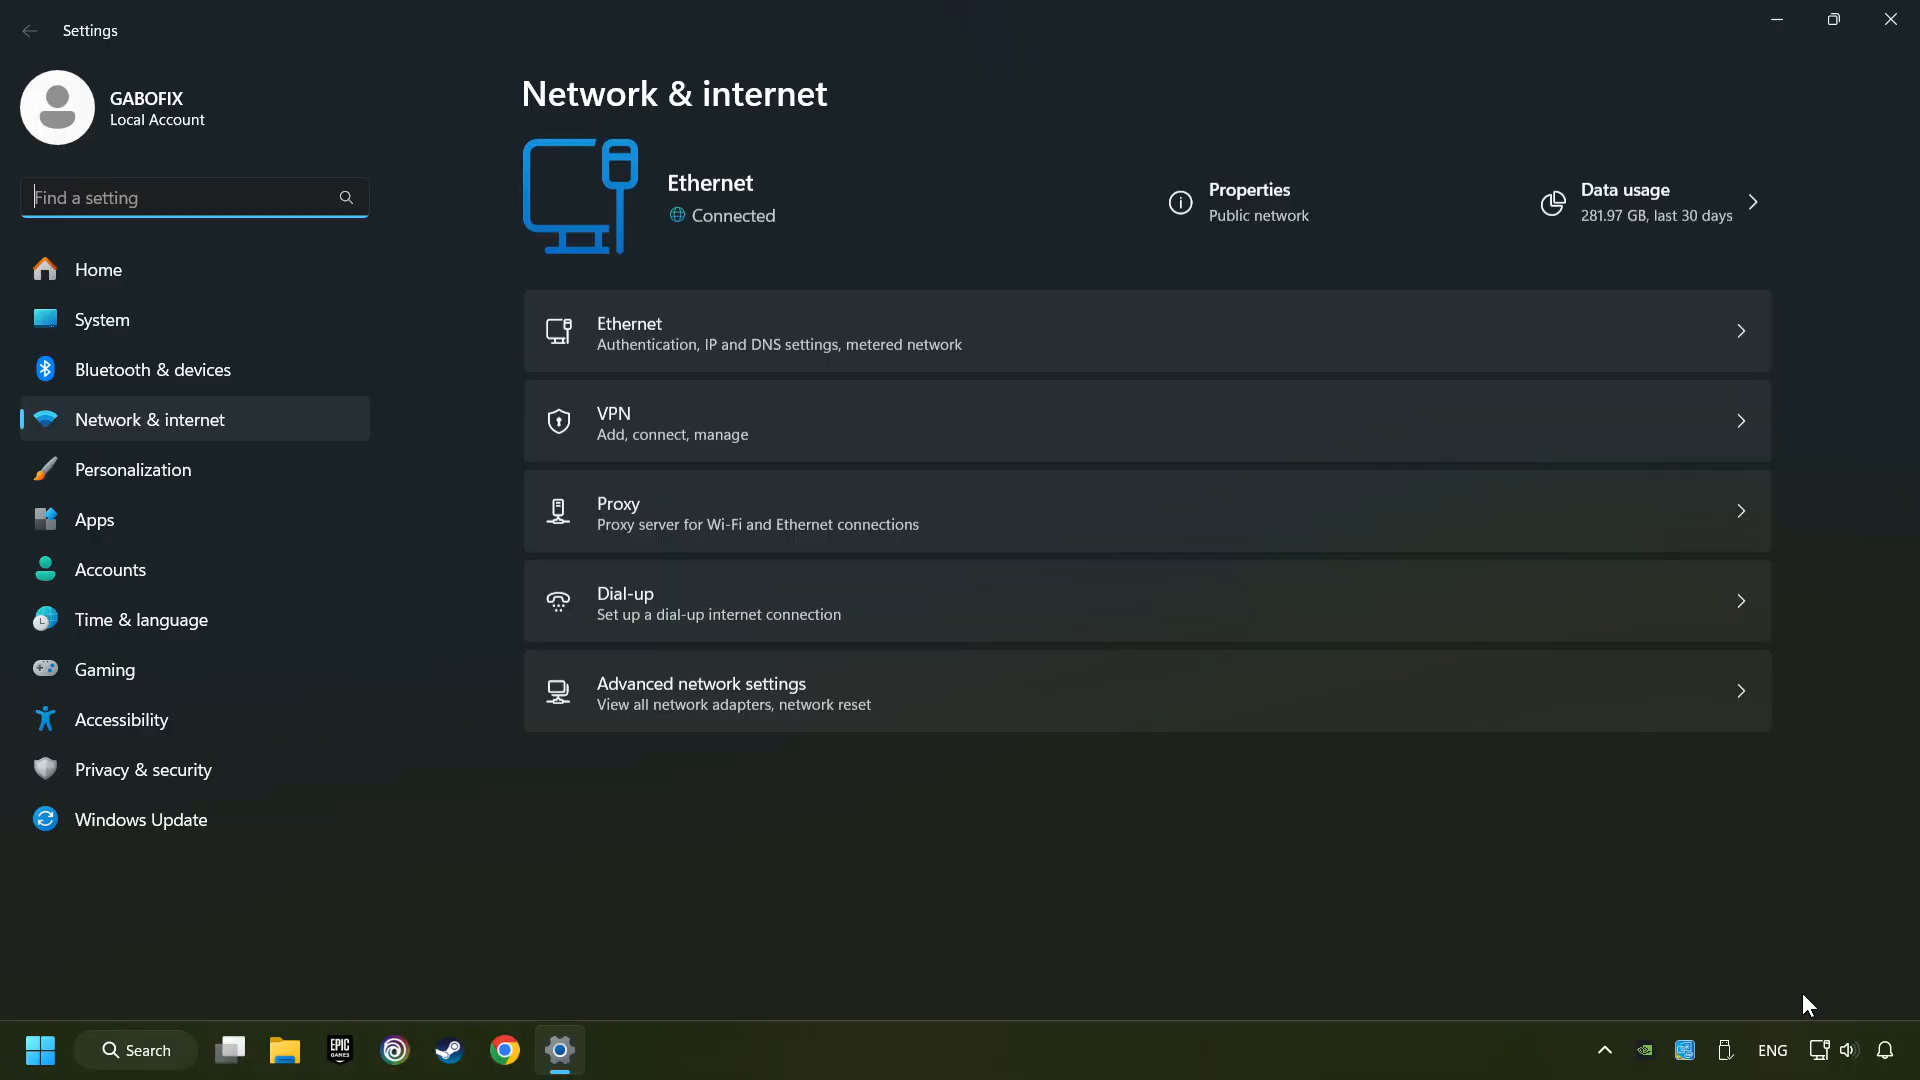 Settings
GABOFIX
Local Account
Find a setting
Home
System
Bluetooth & devices
Network & internet
Personalization
Apps
Accounts
Time & language
Gaming
Accessibility
Privacy & security
Windows Update
Network & internet
Ethernet
Connected
Properties
Public network
Data usage
281.97 GB, last 30 days
Ethernet
Authentication, IP and DNS settings, metered network
VPN
Add, connect, manage
Proxy
Proxy server for Wi-Fi and Ethernet connections
Dial-up
Set up a dial-up internet connection
Advanced network settings
View all network adapters, network reset
Search
EPIC
GAMES
ENG